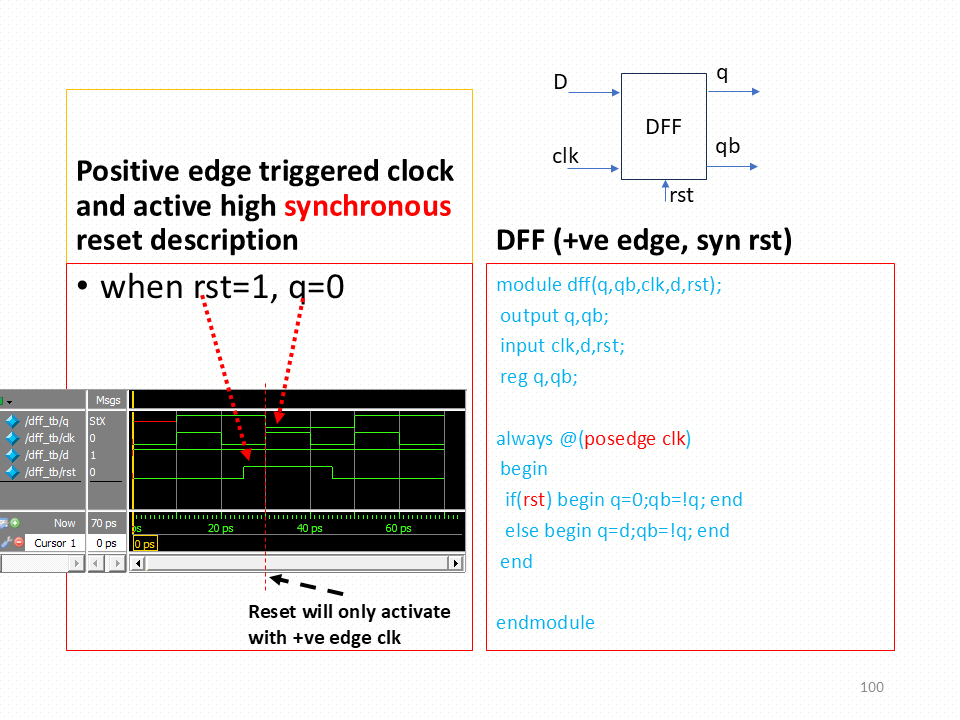 D
q
DFF
clk
qb
rst
Positive edge triggered clock
and active high synchronous
reset description
DFF (+ve edge, syn rst)
• when rst=1, q=0
module dff(q,qb,clk,d,rst);
output q,qb;
input clk,d,rst;
reg q,qb;
always @(posedge clk)
begin
if(rst) begin q=0;qb=!q; end
else begin q=d;qb=!q; end
end
endmodule
Msgs
/dff_tb/q StX
/dff_tb/clk 0
/dff_tb/d 1
/dff_tb/rst 0
Now 70 ps ps 20 ps 40 ps 60 ps
Cursor 1 0 ps 0 ps
Reset will only activate
with +ve edge clk
100